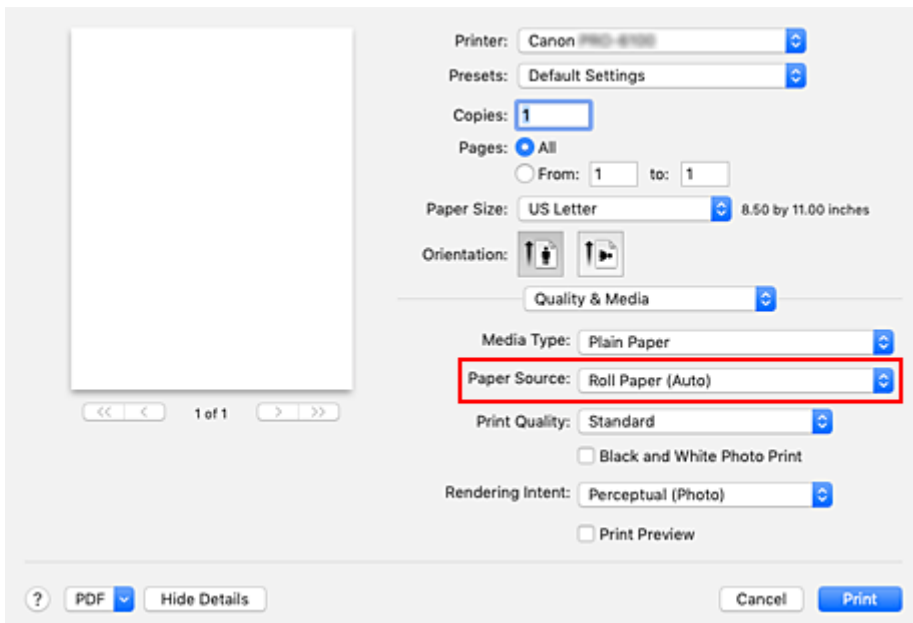 Printer: Canon
Presets: Default Settings
Copies: 1
Pages: All
From: 1 to: 1
Paper Size: US Letter 8.50 by 11.00 inches
Orientation:
Quality & Media
Media Type: Plain Paper
Paper Source: Roll Paper (Auto)
1 of 1
Print Quality: Standard
Black and White Photo Print
Rendering Intent: Perceptual (Photo)
Print Preview
? PDF Hide Details Cancel Print